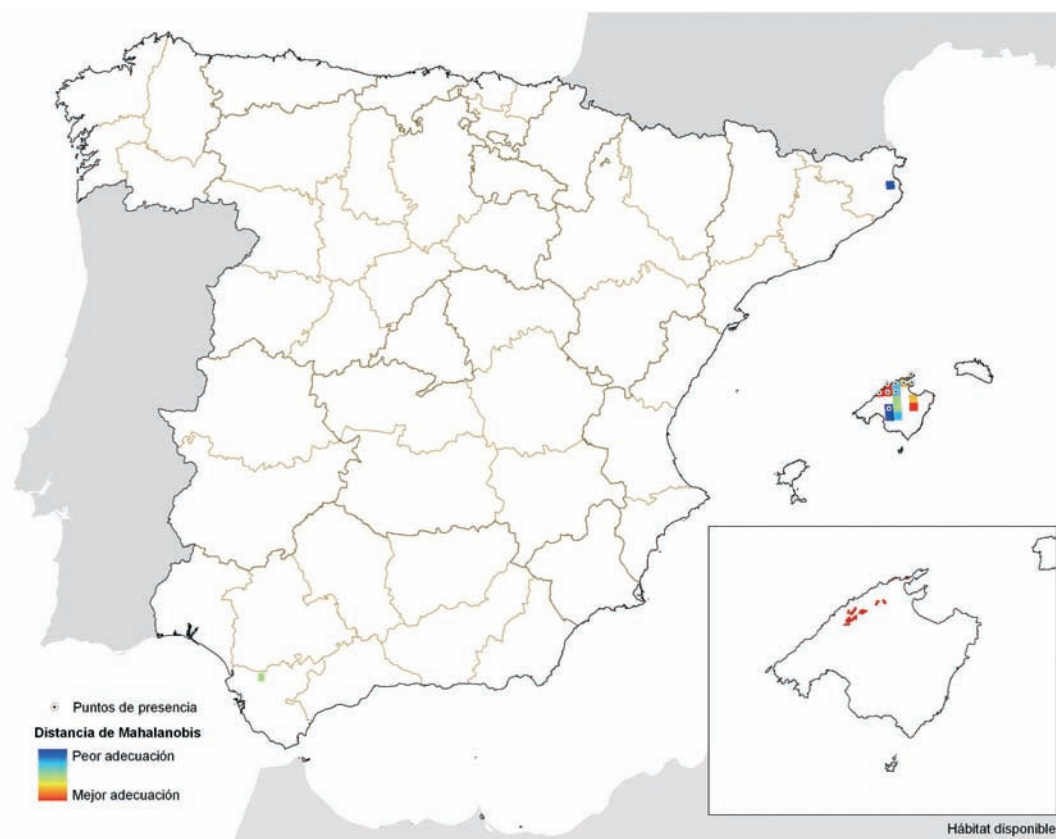 Puntos de presencia
Distancia de Mahalanobis
Peor adecuación
Mejor adecuación
Hábitat disponible